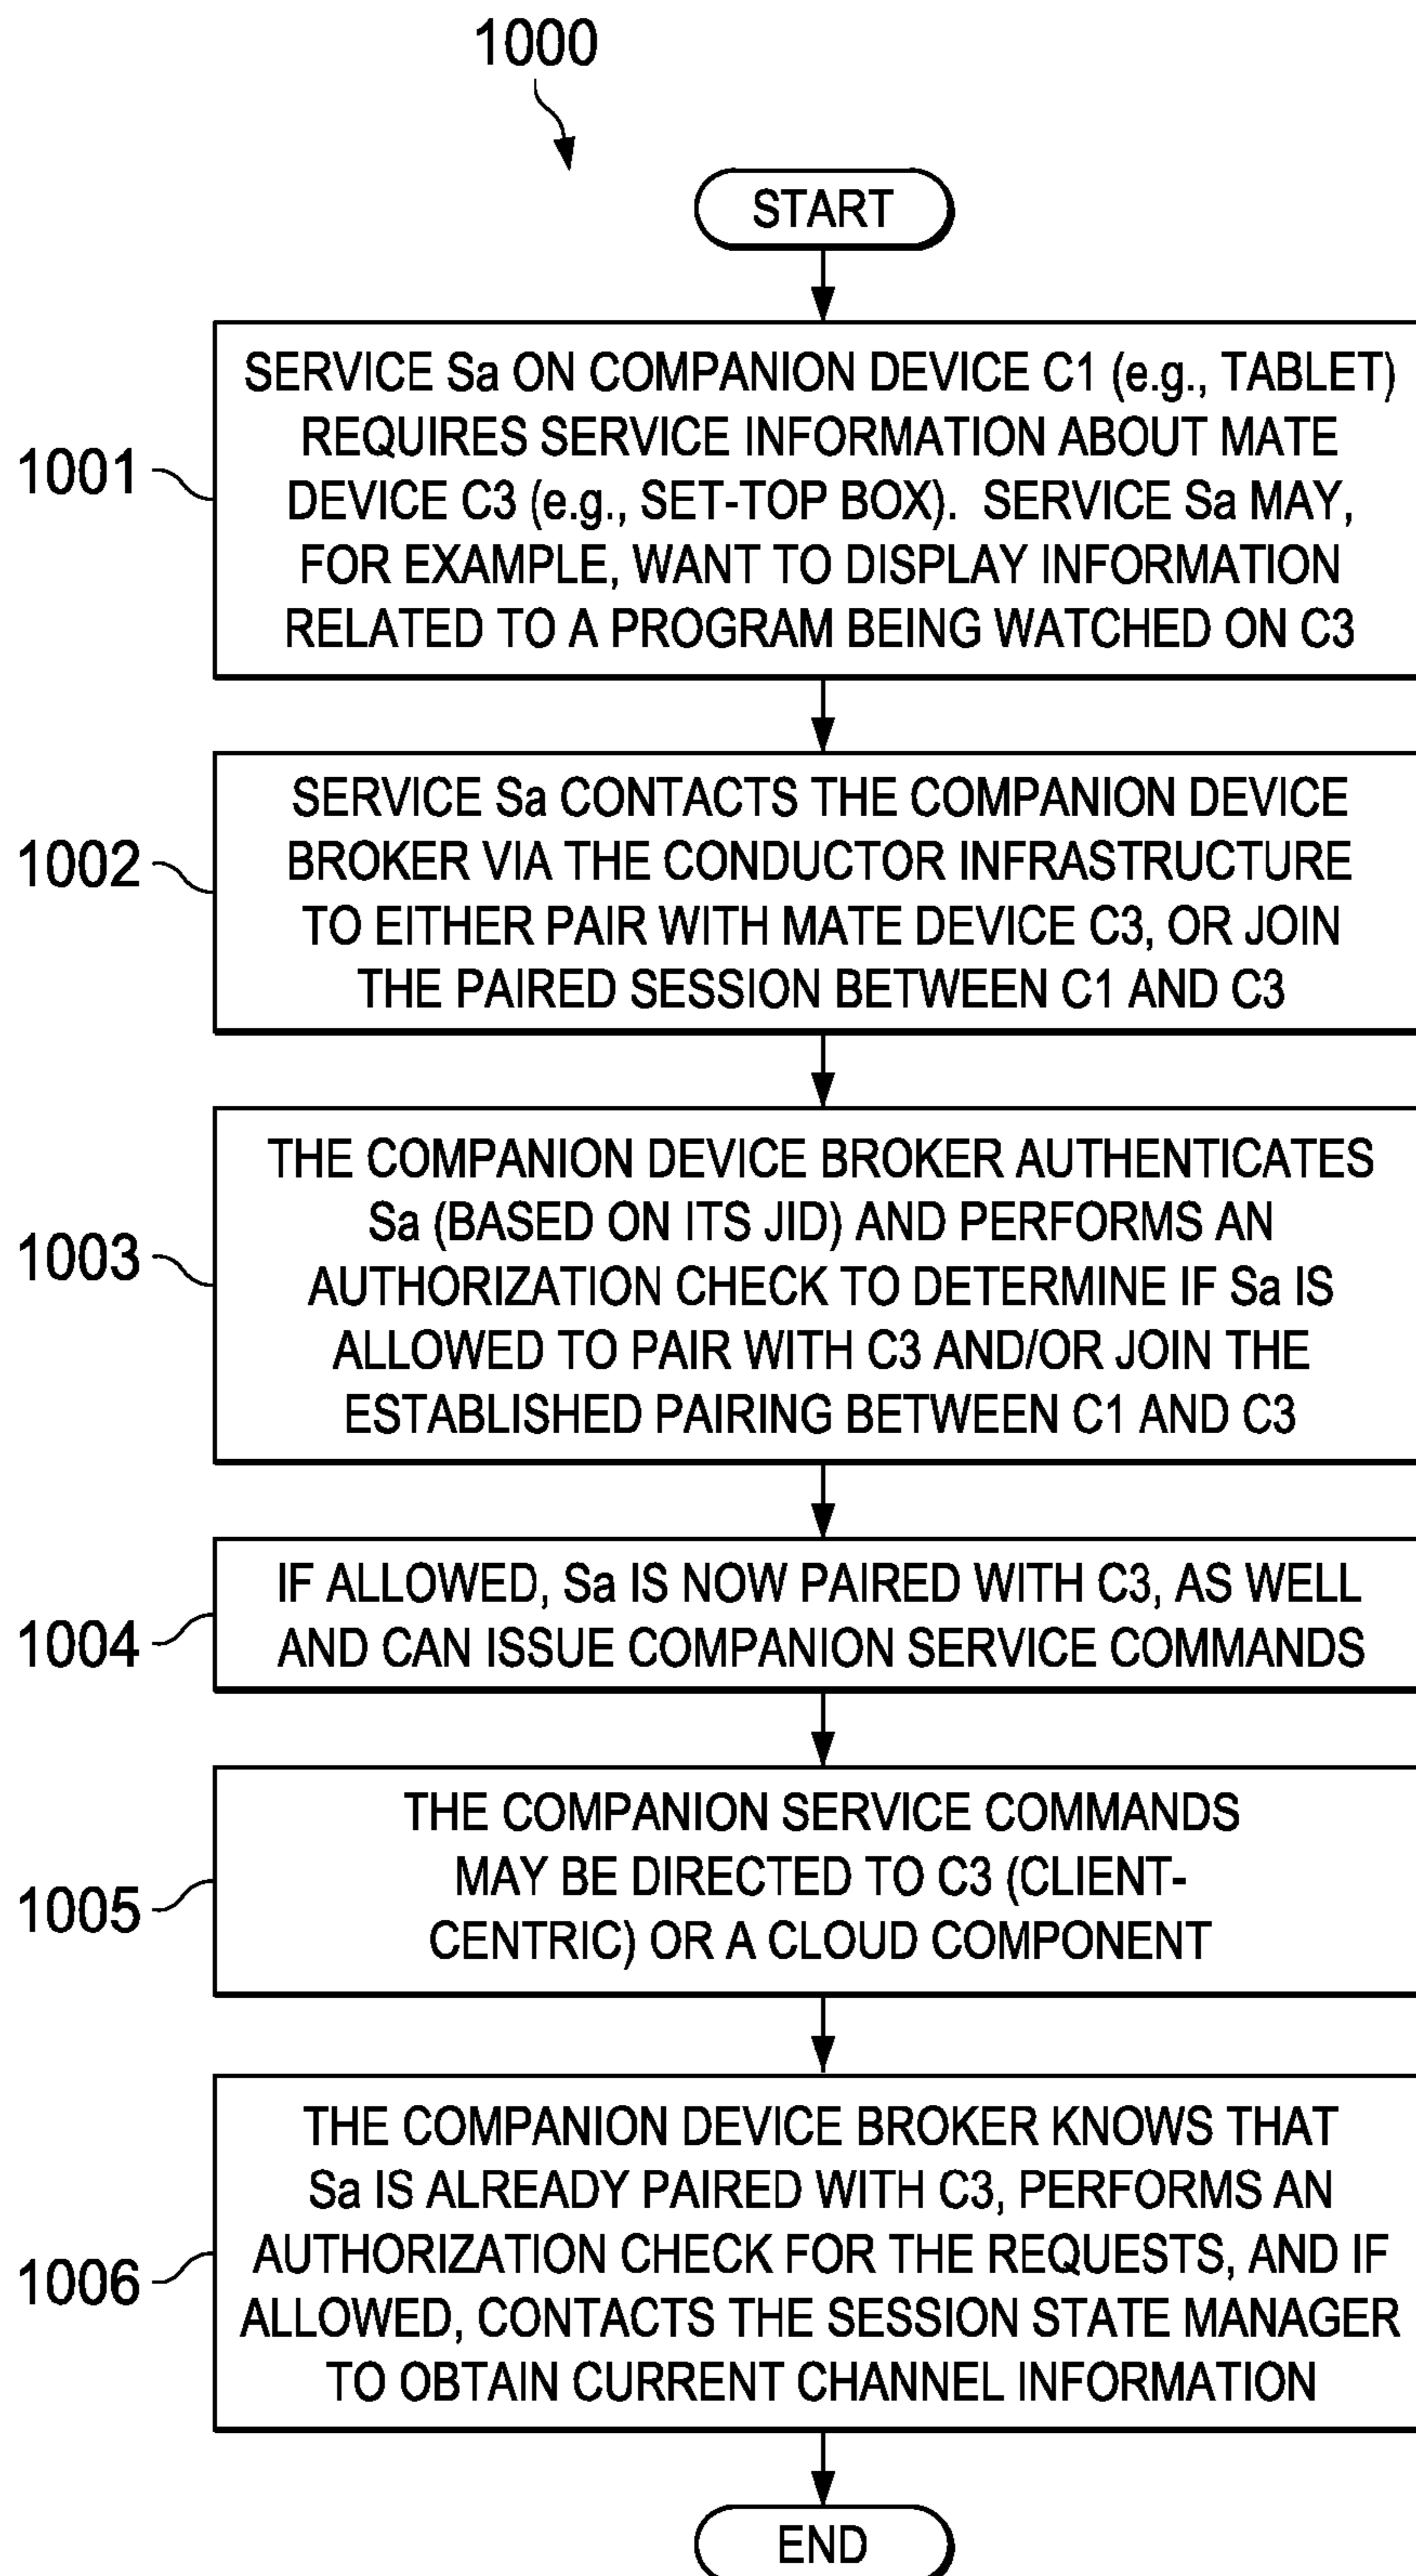 1000
START
1001
SERVICE Sa ON COMPANION DEVICE C1 (e.g., TABLET)
REQUIRES SERVICE INFORMATION ABOUT MATE
DEVICE C3 (e.g., SET-TOP BOX). SERVICE Sa MAY,
FOR EXAMPLE, WANT TO DISPLAY INFORMATION
RELATED TO A PROGRAM BEING WATCHED ON C3
1002
SERVICE Sa CONTACTS THE COMPANION DEVICE
BROKER VIA THE CONDUCTOR INFRASTRUCTURE
TO EITHER PAIR WITH MATE DEVICE C3, OR JOIN
THE PAIRED SESSION BETWEEN C1 AND C3
1003
THE COMPANION DEVICE BROKER AUTHENTICATES
Sa (BASED ON ITS JID) AND PERFORMS AN
AUTHORIZATION CHECK TO DETERMINE IF Sa IS
ALLOWED TO PAIR WITH C3 AND/OR JOIN THE
ESTABLISHED PAIRING BETWEEN C1 AND C3
1004
IF ALLOWED, Sa IS NOW PAIRED WITH C3, AS WELL
AND CAN ISSUE COMPANION SERVICE COMMANDS
1005
THE COMPANION SERVICE COMMANDS
MAY BE DIRECTED TO C3 (CLIENT-
CENTRIC) OR A CLOUD COMPONENT
1006
THE COMPANION DEVICE BROKER KNOWS THAT
Sa IS ALREADY PAIRED WITH C3, PERFORMS AN
AUTHORIZATION CHECK FOR THE REQUESTS, AND IF
ALLOWED, CONTACTS THE SESSION STATE MANAGER
TO OBTAIN CURRENT CHANNEL INFORMATION
END